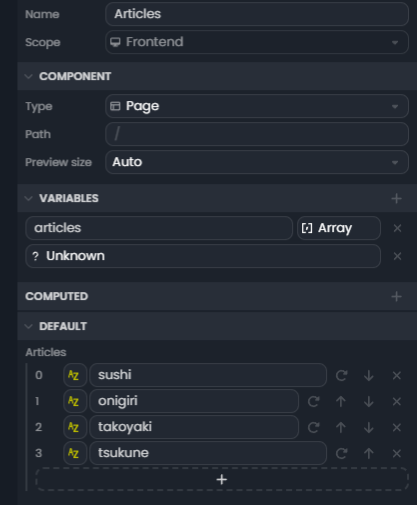 Name Articles
Scope Frontend
COMPONENT
Type Page
Path /
Preview size Auto
VARIABLES +
articles [/] Array ×
? Unknown ×
COMPUTED +
DEFAULT
Articles
0 AZ sushi
1 AZ onigiri
2 AZ takoyaki
3 AZ tsukune
+